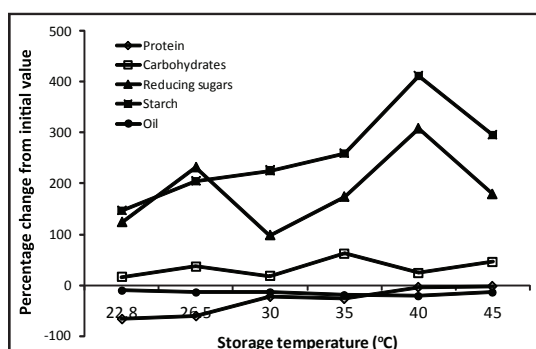 500
400
300
200
100
0
-100
Percentage change from initial value
Protein
Carbohydrates
Reducing sugars
Starch
Oil
22.8 26.5 30 35 40 45
Storage temperature (°C)